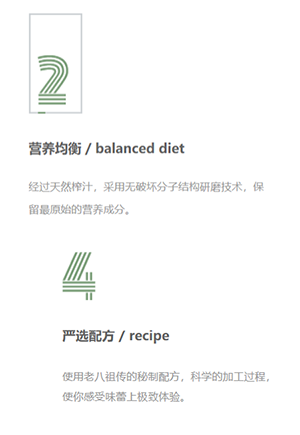 2
营养均衡 / balanced diet
经过天然榨汁，采用无破坏分子结构研磨技术，保
留最原始的营养成分。
4
严选配方 / recipe
使用老八祖传的秘制配方，科学的加工过程，
使你感受味蕾上极致体验。